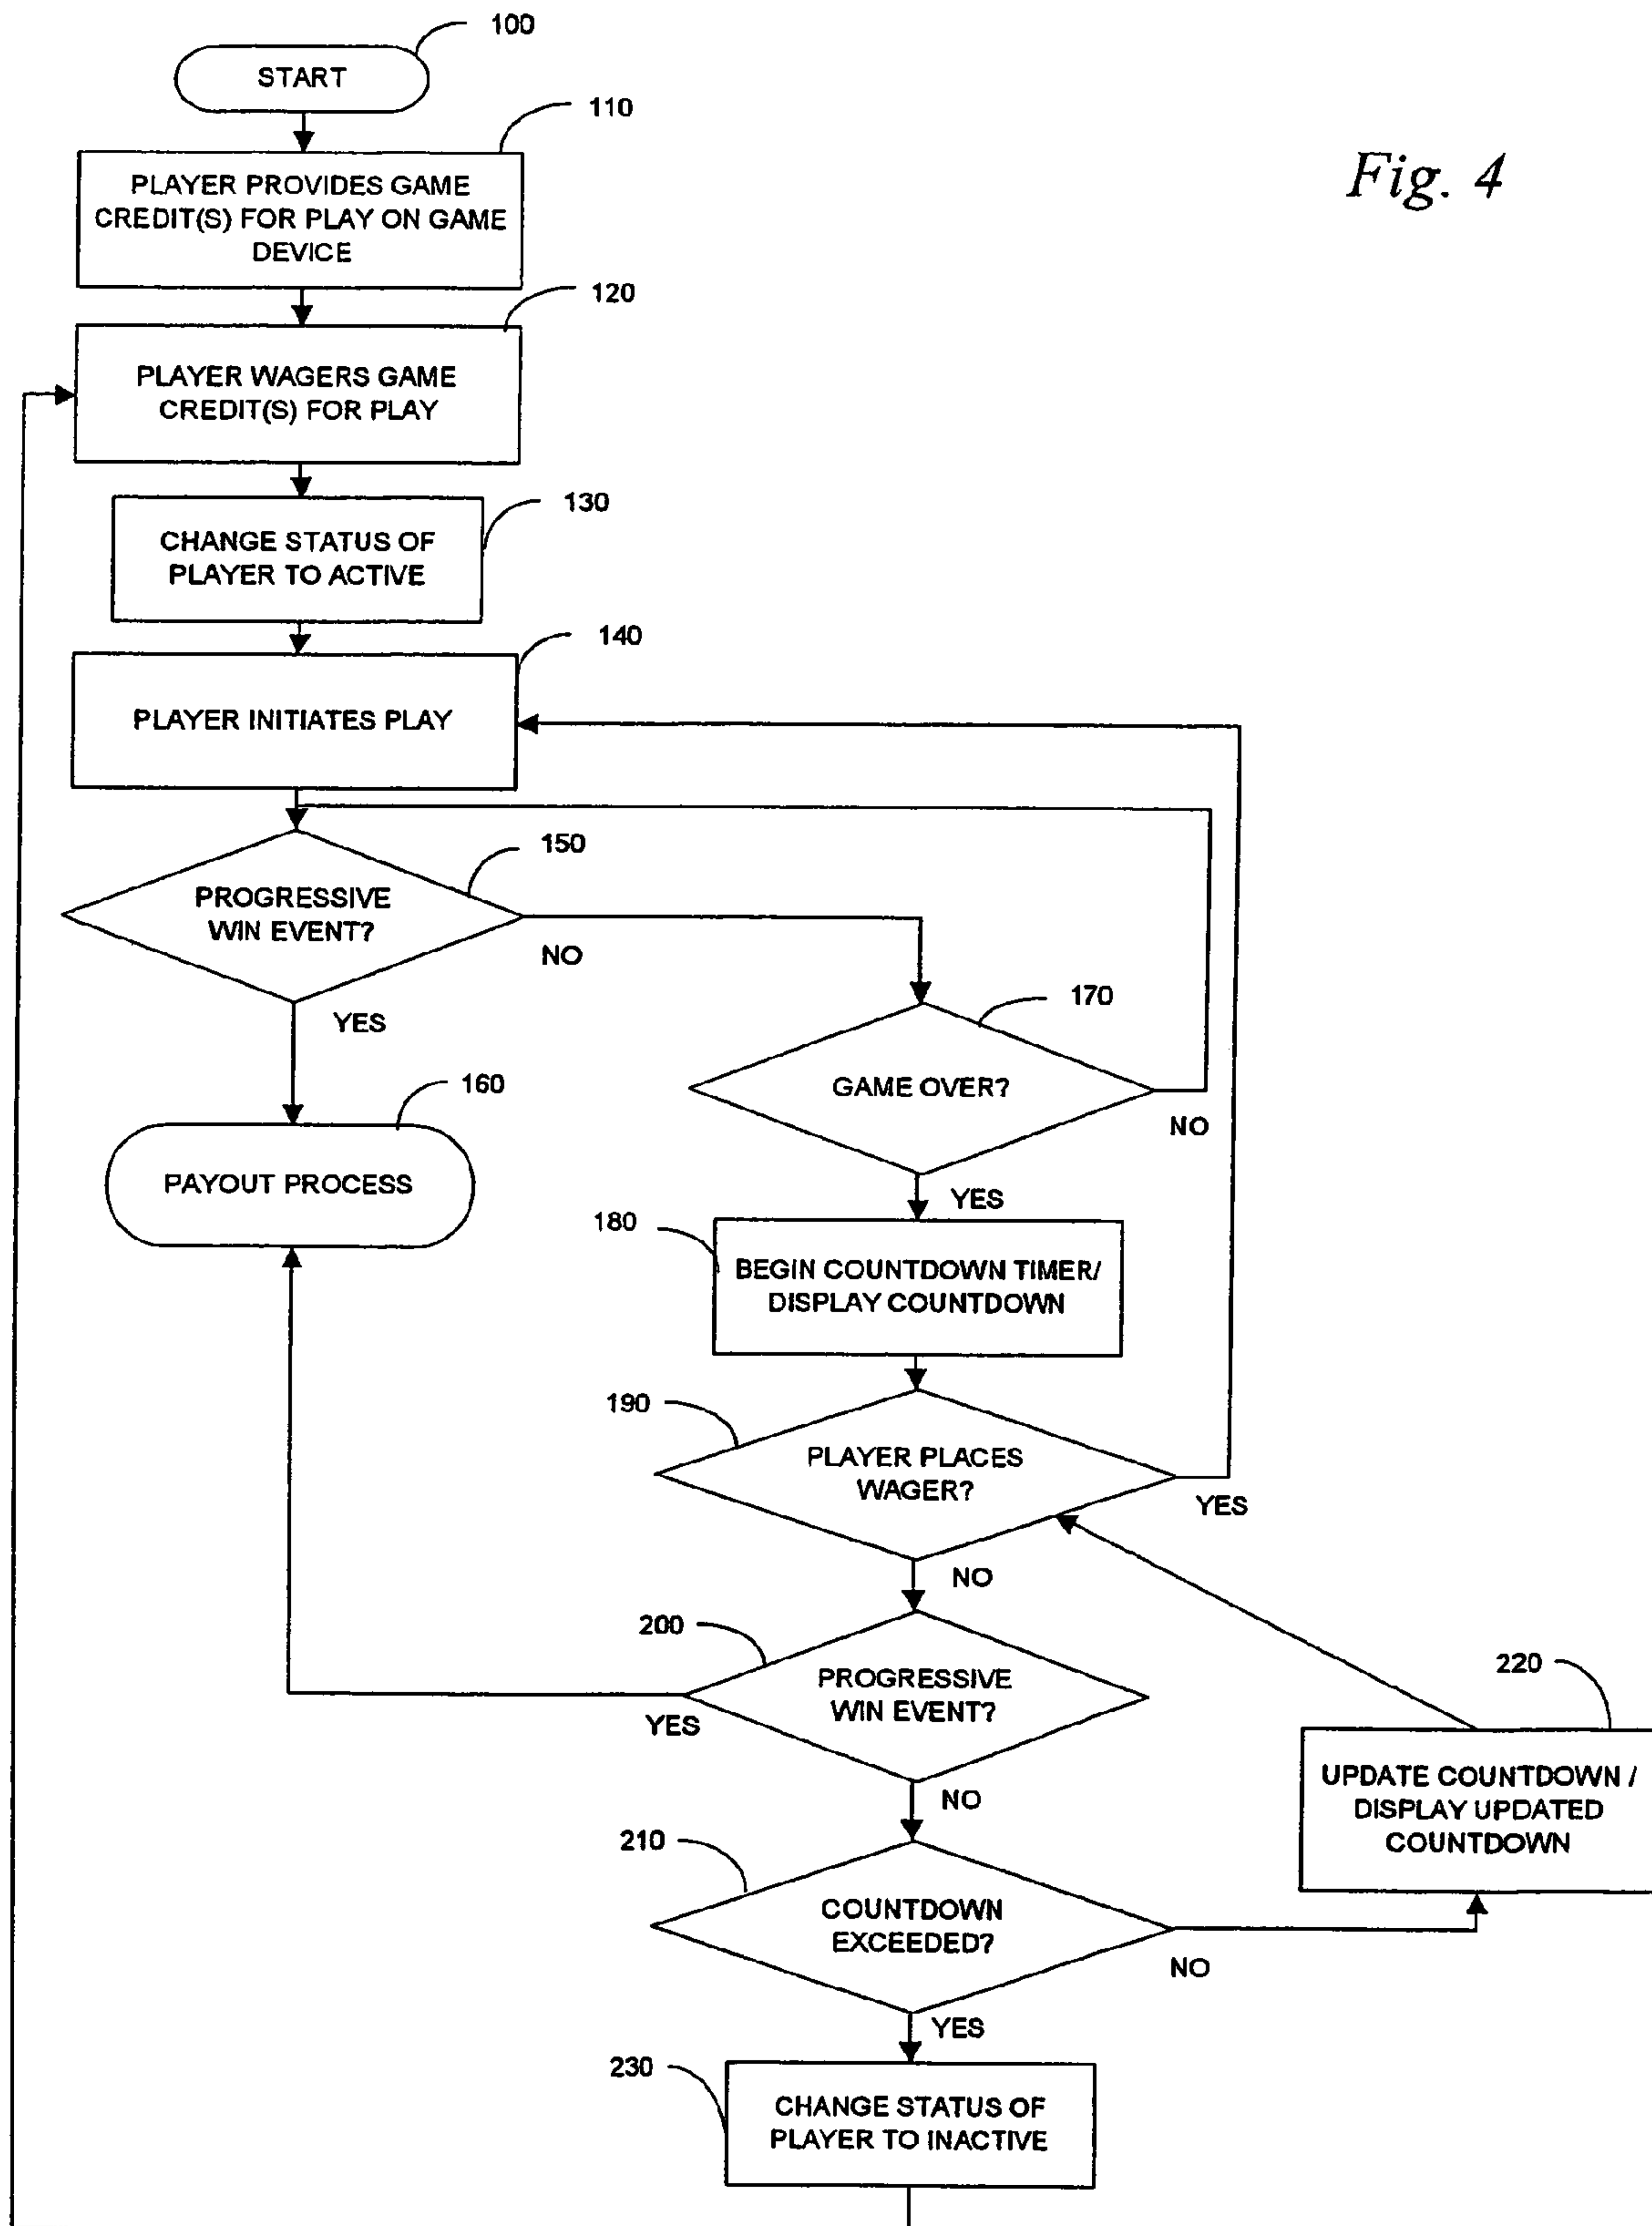 100
START
110
Fig. 4
PLAYER PROVIDES GAME
CREDIT(S) FOR PLAY ON GAME
DEVICE
120
PLAYER WAGERS GAME
CREDIT(S) FOR PLAY
130
CHANGE STATUS OF
PLAYER TO ACTIVE
140
PLAYER INITIATES PLAY
150
PROGRESSIVE
WIN EVENT?
NO
YES
170
GAME OVER?
NO
YES
160
PAYOUT PROCESS
180
BEGIN COUNTDOWN TIMER/
DISPLAY COUNTDOWN
190
PLAYER PLACES
WAGER?
YES
NO
200
PROGRESSIVE
WIN EVENT?
YES
NO
220
UPDATE COUNTDOWN /
DISPLAY UPDATED
COUNTDOWN
210
COUNTDOWN
EXCEEDED?
NO
YES
230
CHANGE STATUS OF
PLAYER TO INACTIVE